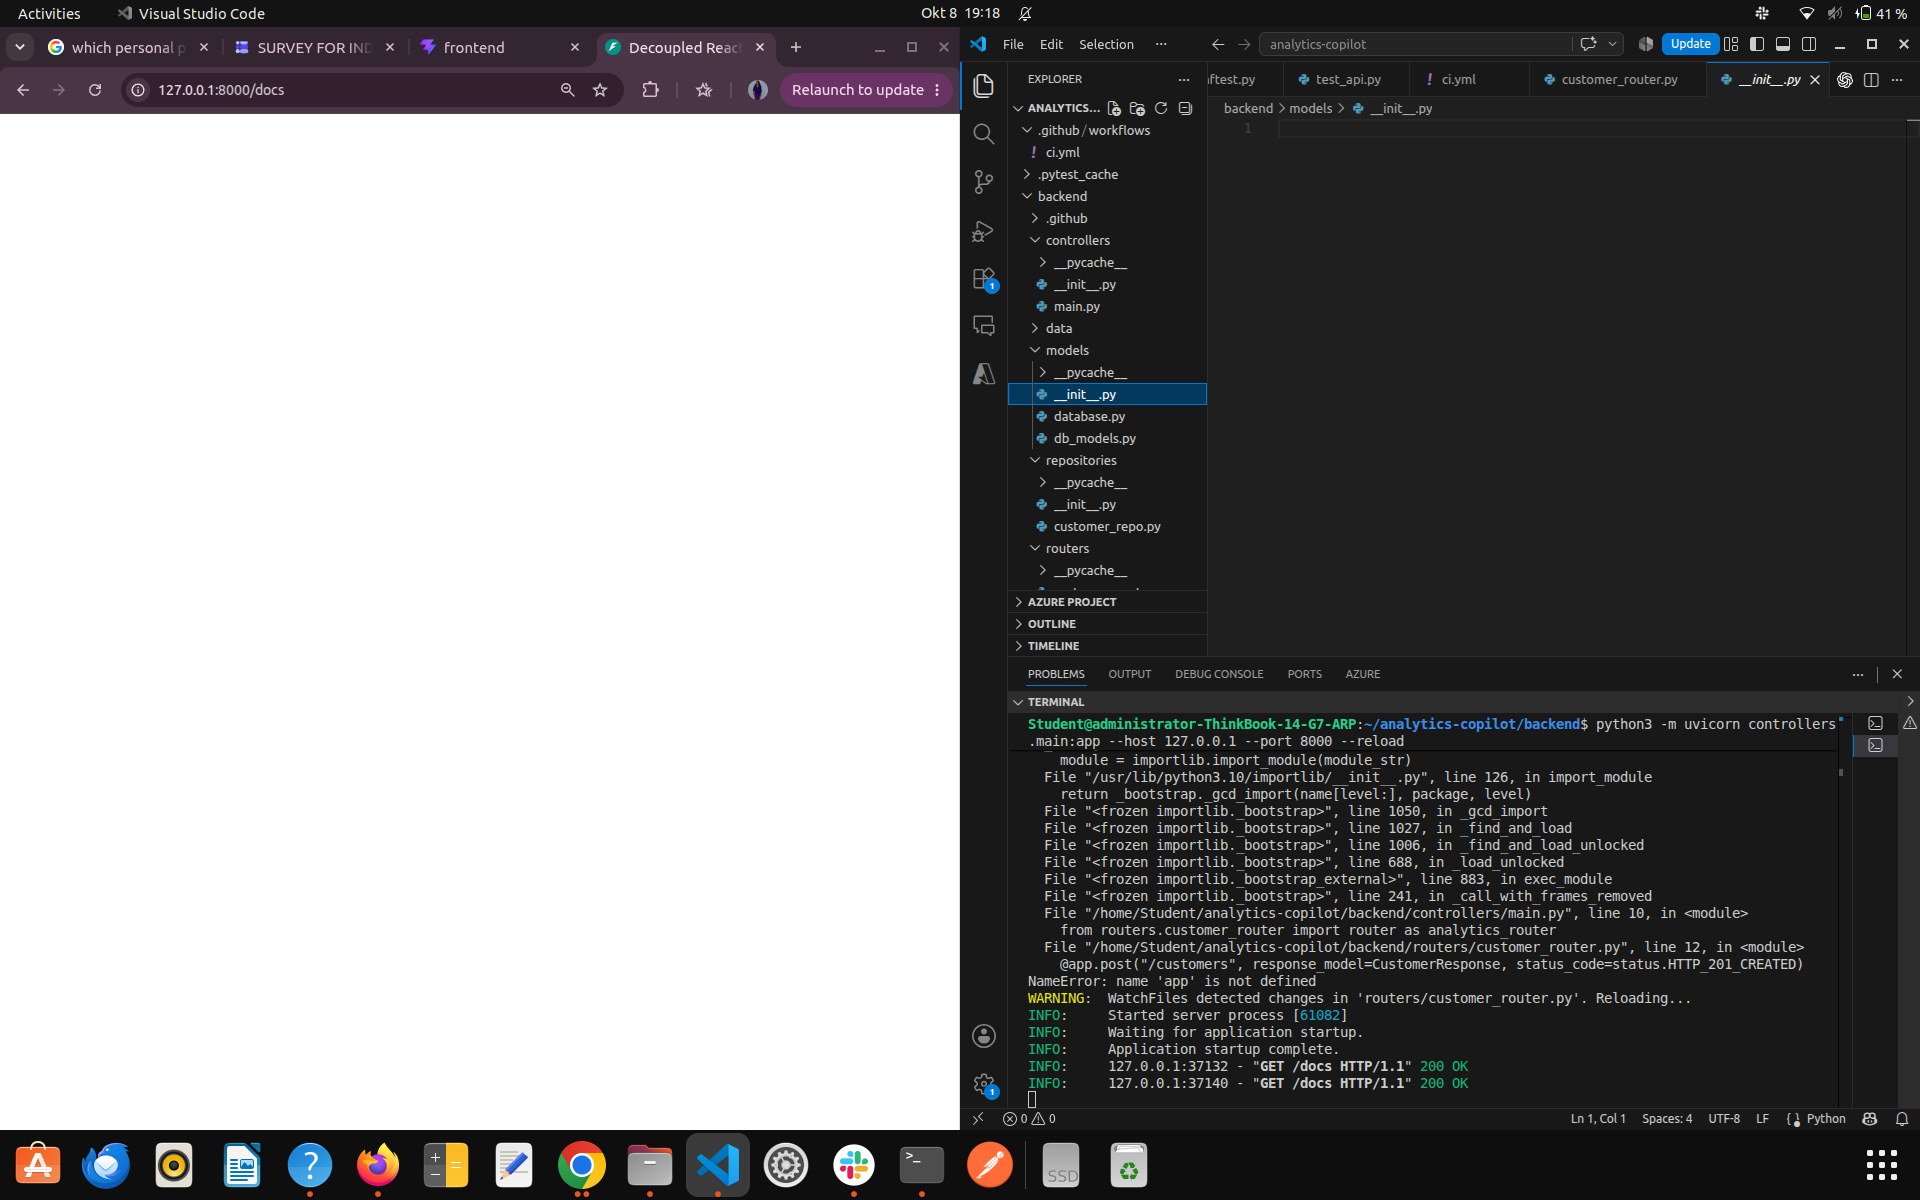 Activities
Visual Studio Code
Okt 8 19:18
41 %
which personal p
SURVEY FOR IND
frontend
Decoupled Reac
127.0.0.1:8000/docs
Relaunch to update
File Edit Selection ···
analytics-copilot
Update
EXPLORER
ftest.py
test_api.py
! ci.yml
customer_router.py
__init__.py
backend > models > __init__.py
1
ANALYTICS...
.github/workflows
! ci.yml
.pytest_cache
backend
.github
controllers
__pycache__
__init__.py
main.py
data
models
__pycache__
__init__.py
database.py
db_models.py
repositories
__pycache__
__init__.py
customer_repo.py
routers
__pycache__
AZURE PROJECT
OUTLINE
TIMELINE
1
1
PROBLEMS OUTPUT DEBUG CONSOLE PORTS AZURE
TERMINAL
Student@administrator-ThinkBook-14-G7-ARP:~/analytics-copilot/backend$ python3 -m uvicorn controllers
.main:app --host 127.0.0.1 --port 8000 --reload
module = importlib.import_module(module_str)
File "/usr/lib/python3.10/importlib/__init__.py", line 126, in import_module
return _bootstrap._gcd_import(name[level:], package, level)
File "<frozen importlib._bootstrap>", line 1050, in _gcd_import
File "<frozen importlib._bootstrap>", line 1027, in _find_and_load
File "<frozen importlib._bootstrap>", line 1006, in _find_and_load_unlocked
File "<frozen importlib._bootstrap>", line 688, in _load_unlocked
File "<frozen importlib._bootstrap_external>", line 883, in exec_module
File "<frozen importlib._bootstrap>", line 241, in _call_with_frames_removed
File "/home/Student/analytics-copilot/backend/controllers/main.py", line 10, in <module>
from routers.customer_router import router as analytics_router
File "/home/Student/analytics-copilot/backend/routers/customer_router.py", line 12, in <module>
@app.post("/customers", response_model=CustomerResponse, status_code=status.HTTP_201_CREATED)
NameError: name 'app' is not defined
WARNING: WatchFiles detected changes in 'routers/customer_router.py'. Reloading...
INFO: Started server process [61082]
INFO: Waiting for application startup.
INFO: Application startup complete.
INFO: 127.0.0.1:37132 - "GET /docs HTTP/1.1" 200 OK
INFO: 127.0.0.1:37140 - "GET /docs HTTP/1.1" 200 OK
0 0
Ln 1, Col 1 Spaces: 4 UTF-8 LF { } Python
SSD